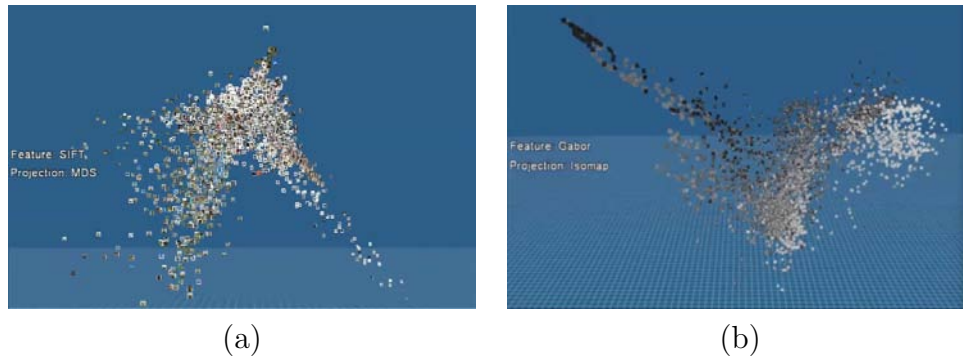 Feature: SIFT
Projection: MDS
Feature: Gabor
Projection: Isomap
(a)
(b)